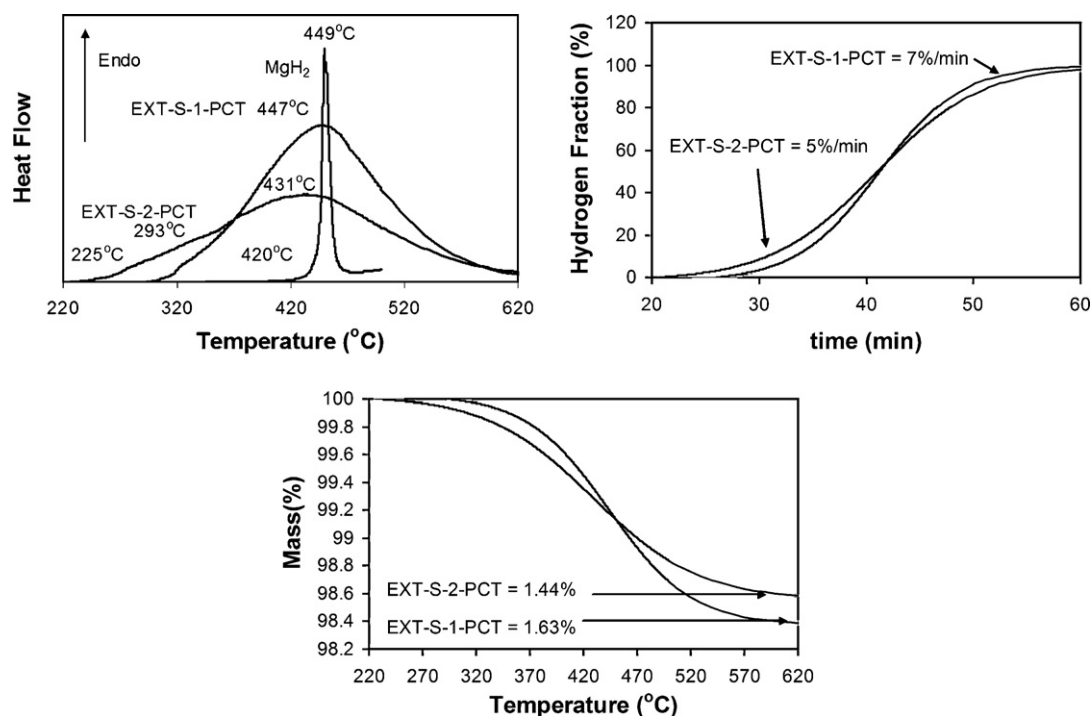 449°C
Endo
MgH2
EXT-S-1-PCT 447°C
431°C
EXT-S-2-PCT
293°C
225°C
420°C
Heat Flow
220 320 420 520 620
Temperature (°C)
120
100
80
60
40
20
0
EXT-S-1-PCT = 7%/min
EXT-S-2-PCT = 5%/min
Hydrogen Fraction (%)
20 30 40 50 60
time (min)
100
99.8
99.6
99.4
99.2
99
98.8
98.6
98.4
98.2
Mass(%)
EXT-S-2-PCT = 1.44%
EXT-S-1-PCT = 1.63%
220 270 320 370 420 470 520 570 620
Temperature (°C)